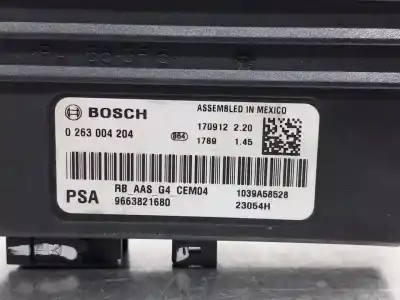 BOSCH
ASSEMBLED IN MEXICO
0 263 004 204
864
170912 2.20
1789 1.45
PSA
RB_AAS_G4_CEM04
9663821680
1039A58528
23054H